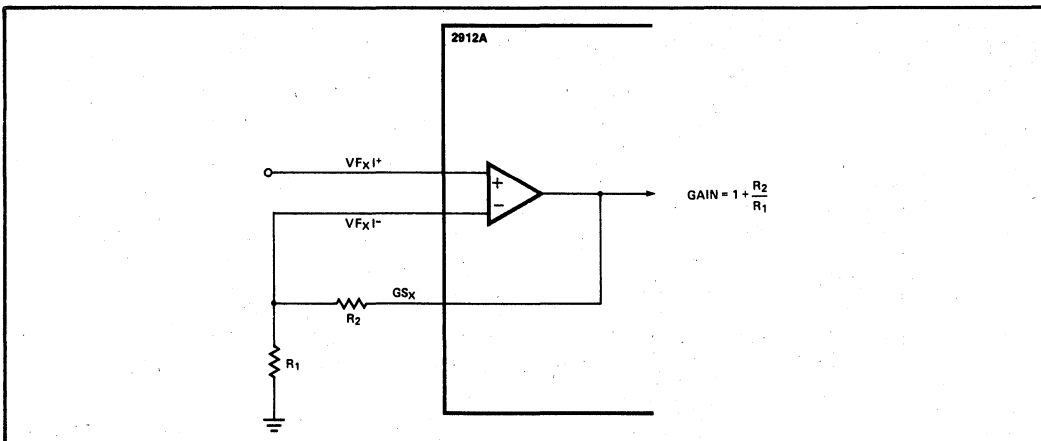 2912A
VFXI+
+
−
GAIN = 1 + R2/R1
VFXI−
GSX
R2
R1